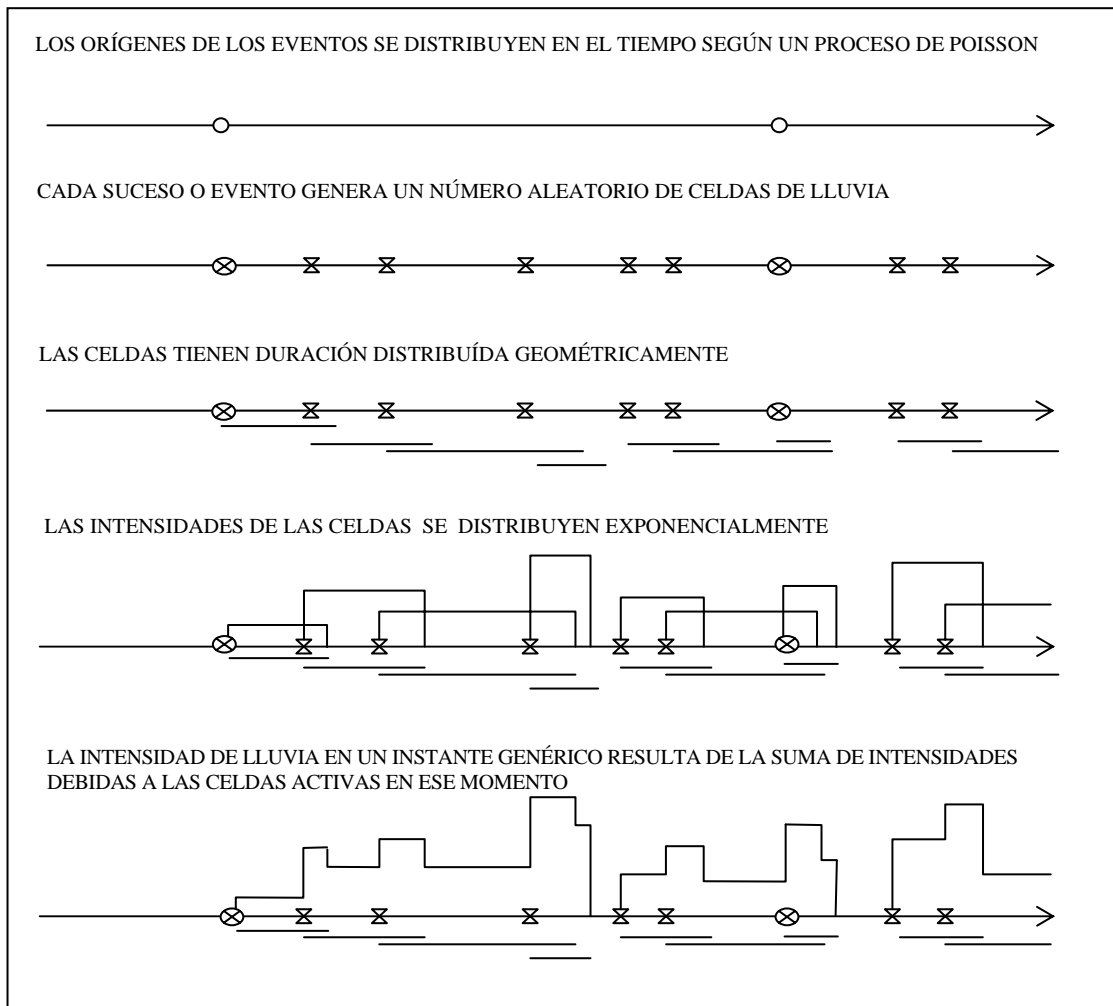 LOS ORÍGENES DE LOS EVENTOS SE DISTRIBUYEN EN EL TIEMPO SEGÚN UN PROCESO DE POISSON
CADA SUCESO O EVENTO GENERA UN NÚMERO ALEATORIO DE CELDAS DE LLUVIA
LAS CELDAS TIENEN DURACIÓN DISTRIBUÍDA GEOMÉTRICAMENTE
LAS INTENSIDADES DE LAS CELDAS SE DISTRIBUYEN EXPONENCIALMENTE
LA INTENSIDAD DE LLUVIA EN UN INSTANTE GENÉRICO RESULTA DE LA SUMA DE INTENSIDADES
DEBIDAS A LAS CELDAS ACTIVAS EN ESE MOMENTO